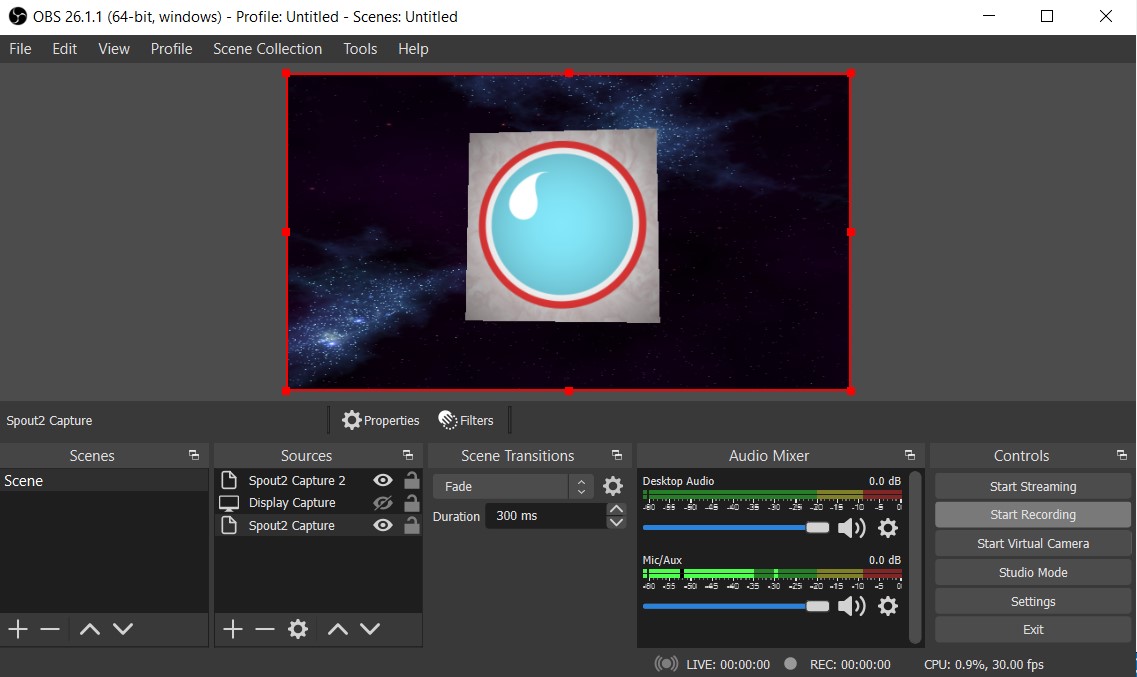 OBS 26.1.1 (64-bit, windows) - Profile: Untitled - Scenes: Untitled
File Edit View Profile Scene Collection Tools Help
Spout2 Capture
Properties
Filters
Scenes
Scene
Sources
Spout2 Capture 2
Display Capture
Spout2 Capture
Scene Transitions
Fade
Duration 300 ms
Audio Mixer
Desktop Audio 0.0 dB
-60 -55 -50 -45 -40 -35 -30 -25 -20 -15 -10 -5 0
Mic/Aux 0.0 dB
-60 -55 -50 -45 -40 -35 -30 -25 -20 -15 -10 -5 0
Controls
Start Streaming
Start Recording
Start Virtual Camera
Studio Mode
Settings
Exit
LIVE: 00:00:00 REC: 00:00:00 CPU: 0.9%, 30.00 fps